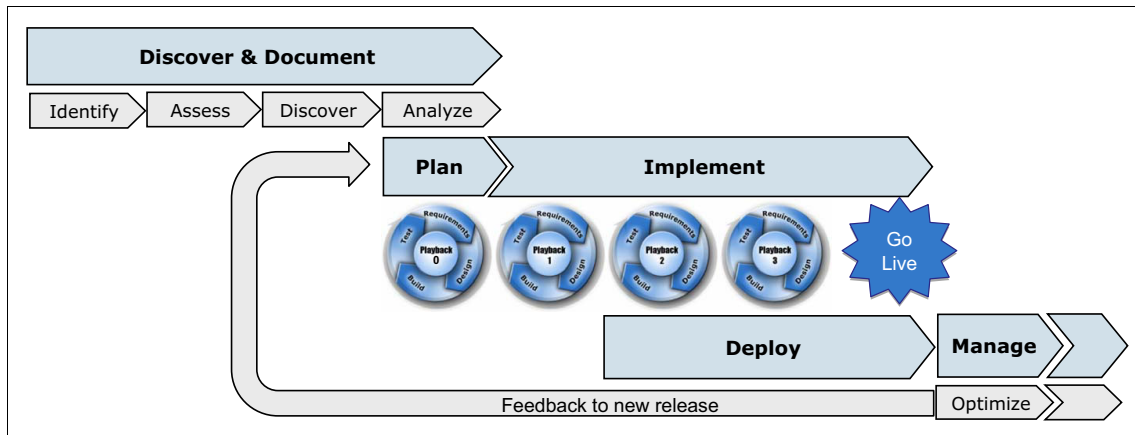 Discover & Document
Identify
Assess
Discover
Analyze
Plan
Implement
Requirements
Design
Build
Test
Playback
0
Requirements
Design
Build
Test
Playback
1
Requirements
Design
Build
Test
Playback
2
Requirements
Design
Build
Test
Playback
3
Go
Live
Deploy
Manage
Feedback to new release
Optimize